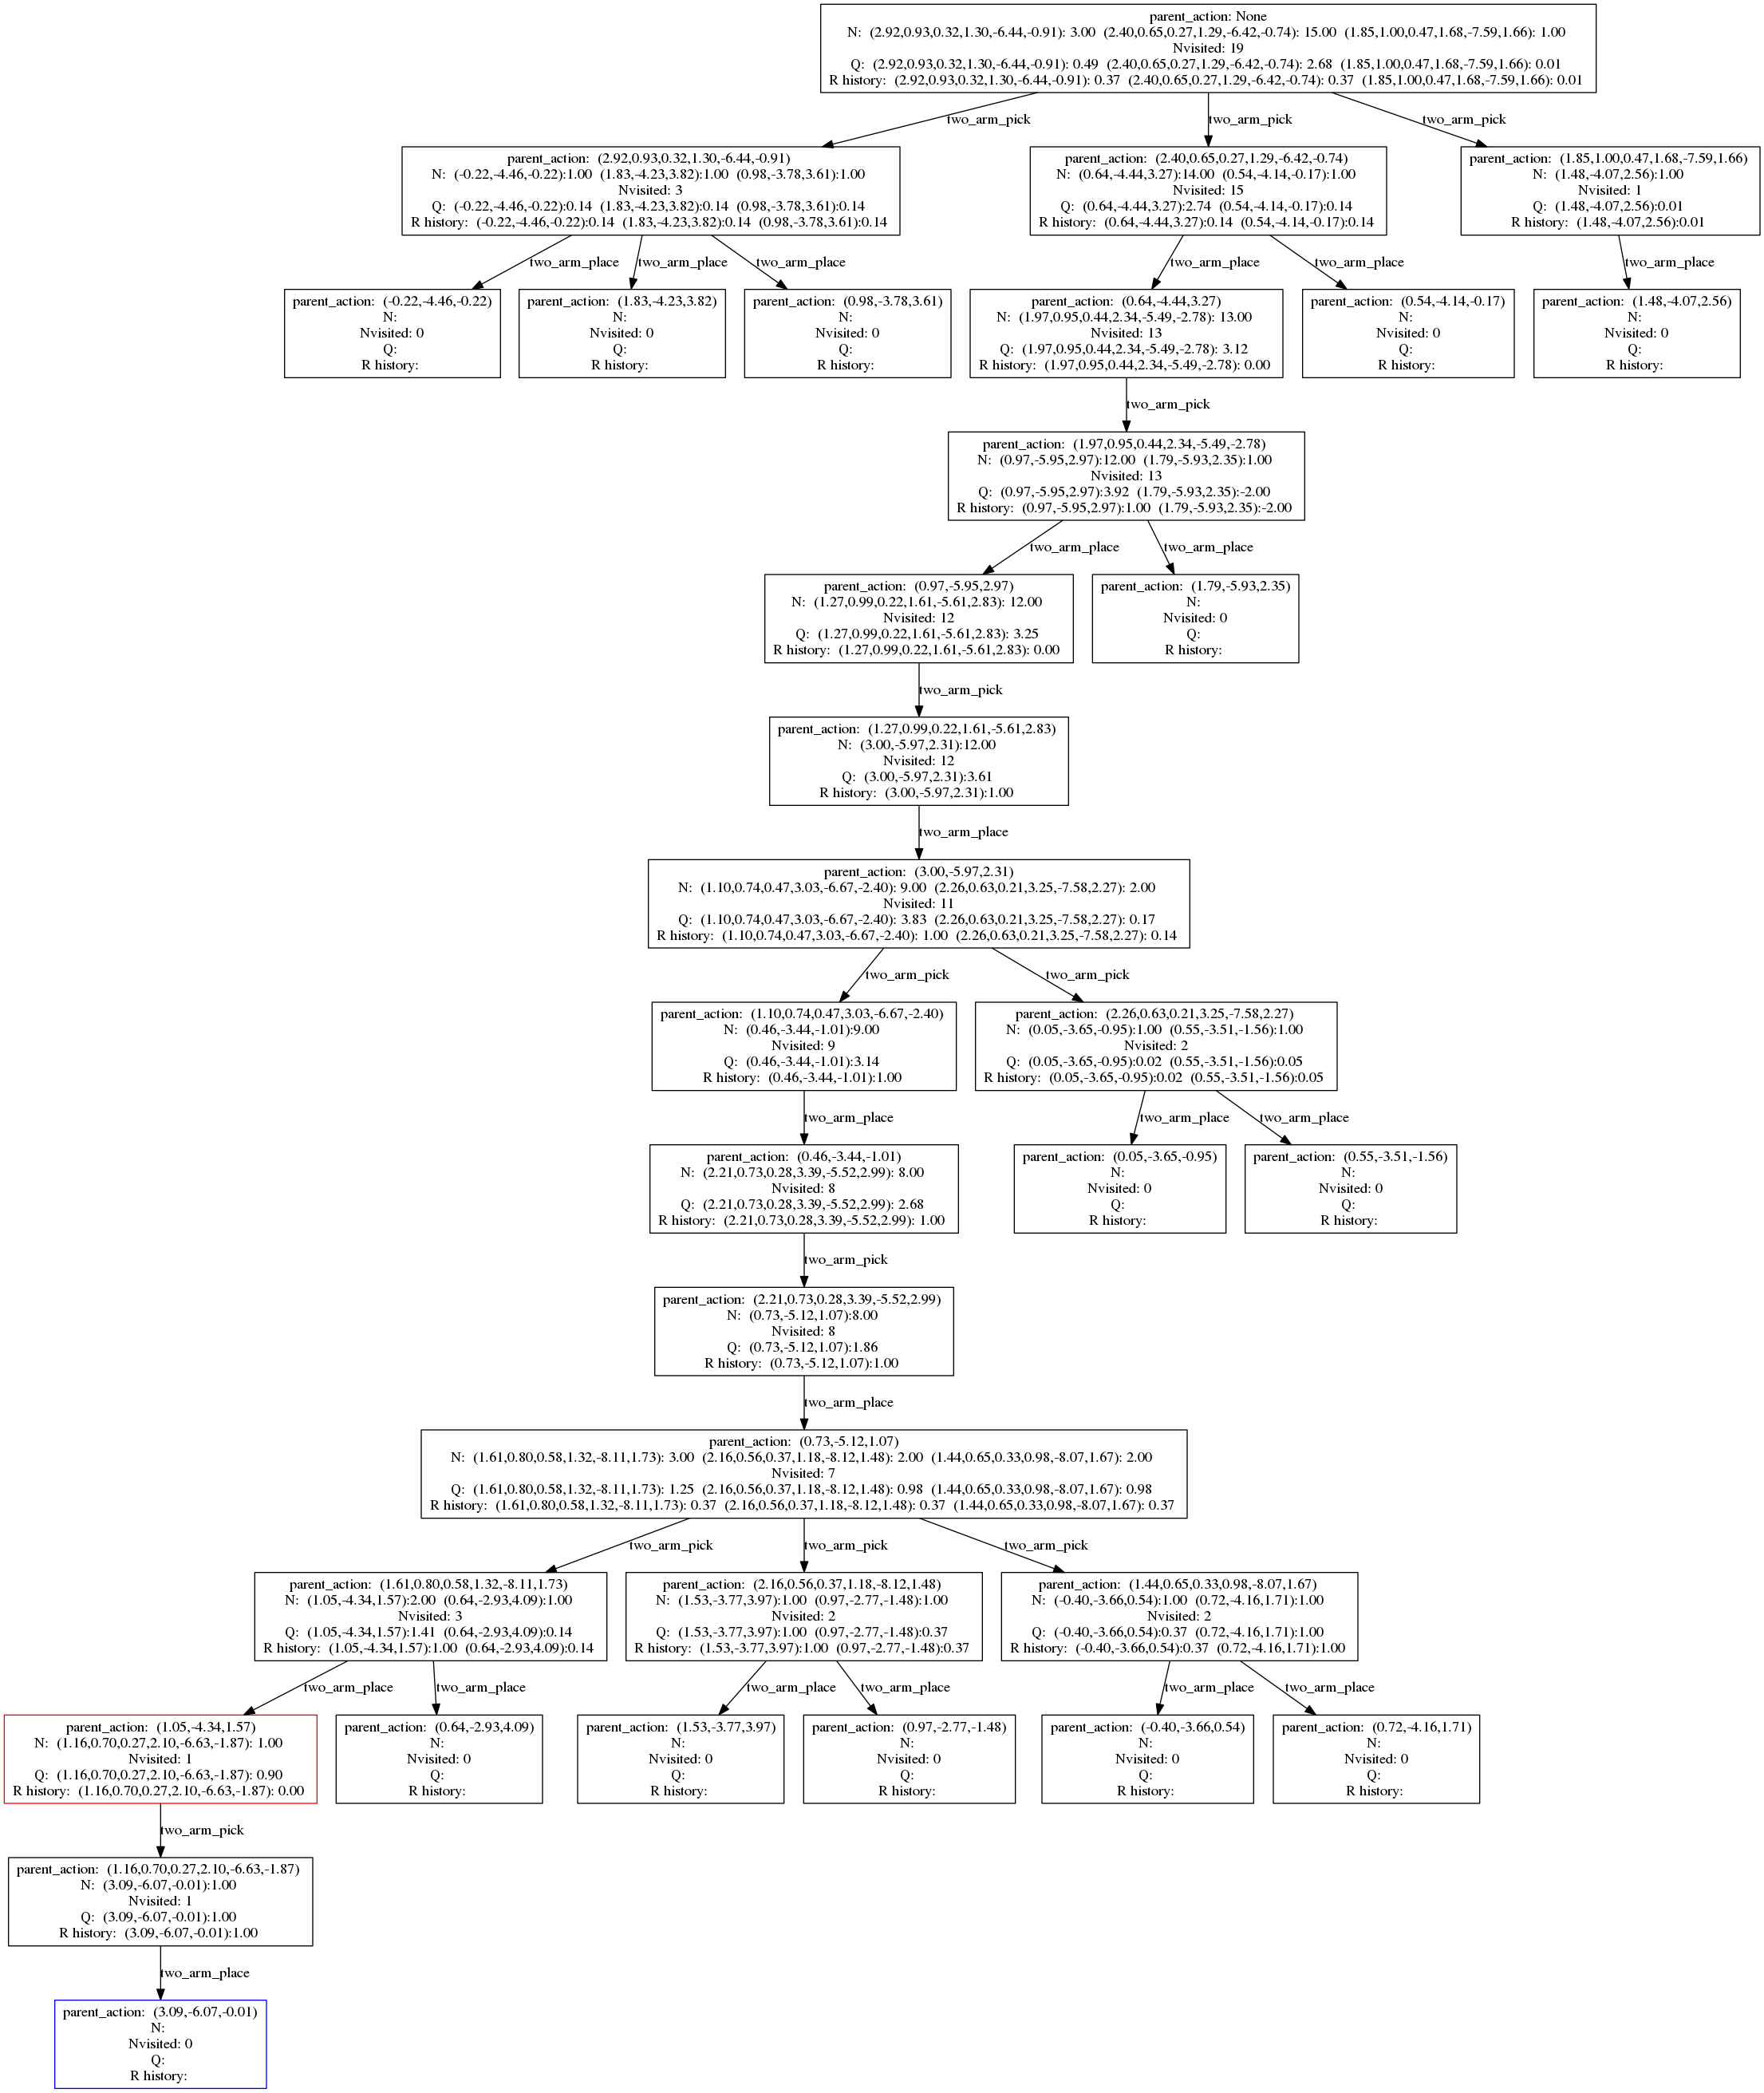 parent_action: None
N: (2.92,0.93,0.32,1.30,-6.44,-0.91): 3.00 (2.40,0.65,0.27,1.29,-6.42,-0.74): 15.00 (1.85,1.00,0.47,1.68,-7.59,1.66): 1.00
Nvisited: 19
Q: (2.92,0.93,0.32,1.30,-6.44,-0.91): 0.49 (2.40,0.65,0.27,1.29,-6.42,-0.74): 2.68 (1.85,1.00,0.47,1.68,-7.59,1.66): 0.01
R history: (2.92,0.93,0.32,1.30,-6.44,-0.91): 0.37 (2.40,0.65,0.27,1.29,-6.42,-0.74): 0.37 (1.85,1.00,0.47,1.68,-7.59,1.66): 0.01
two_arm_pick
two_arm_pick
two_arm_pick
parent_action: (2.92,0.93,0.32,1.30,-6.44,-0.91)
N: (-0.22,-4.46,-0.22):1.00 (1.83,-4.23,3.82):1.00 (0.98,-3.78,3.61):1.00
Nvisited: 3
Q: (-0.22,-4.46,-0.22):0.14 (1.83,-4.23,3.82):0.14 (0.98,-3.78,3.61):0.14
R history: (-0.22,-4.46,-0.22):0.14 (1.83,-4.23,3.82):0.14 (0.98,-3.78,3.61):0.14
parent_action: (2.40,0.65,0.27,1.29,-6.42,-0.74)
N: (0.64,-4.44,3.27):14.00 (0.54,-4.14,-0.17):1.00
Nvisited: 15
Q: (0.64,-4.44,3.27):2.74 (0.54,-4.14,-0.17):0.14
R history: (0.64,-4.44,3.27):0.14 (0.54,-4.14,-0.17):0.14
parent_action: (1.85,1.00,0.47,1.68,-7.59,1.66)
N: (1.48,-4.07,2.56):1.00
Nvisited: 1
Q: (1.48,-4.07,2.56):0.01
R history: (1.48,-4.07,2.56):0.01
two_arm_place
two_arm_place
two_arm_place
two_arm_place
two_arm_place
two_arm_place
parent_action: (-0.22,-4.46,-0.22)
N:
Nvisited: 0
Q:
R history:
parent_action: (1.83,-4.23,3.82)
N:
Nvisited: 0
Q:
R history:
parent_action: (0.98,-3.78,3.61)
N:
Nvisited: 0
Q:
R history:
parent_action: (0.64,-4.44,3.27)
N: (1.97,0.95,0.44,2.34,-5.49,-2.78): 13.00
Nvisited: 13
Q: (1.97,0.95,0.44,2.34,-5.49,-2.78): 3.12
R history: (1.97,0.95,0.44,2.34,-5.49,-2.78): 0.00
parent_action: (0.54,-4.14,-0.17)
N:
Nvisited: 0
Q:
R history:
parent_action: (1.48,-4.07,2.56)
N:
Nvisited: 0
Q:
R history:
two_arm_pick
parent_action: (1.97,0.95,0.44,2.34,-5.49,-2.78)
N: (0.97,-5.95,2.97):12.00 (1.79,-5.93,2.35):1.00
Nvisited: 13
Q: (0.97,-5.95,2.97):3.92 (1.79,-5.93,2.35):-2.00
R history: (0.97,-5.95,2.97):1.00 (1.79,-5.93,2.35):-2.00
two_arm_place
two_arm_place
parent_action: (0.97,-5.95,2.97)
N: (1.27,0.99,0.22,1.61,-5.61,2.83): 12.00
Nvisited: 12
Q: (1.27,0.99,0.22,1.61,-5.61,2.83): 3.25
R history: (1.27,0.99,0.22,1.61,-5.61,2.83): 0.00
parent_action: (1.79,-5.93,2.35)
N:
Nvisited: 0
Q:
R history:
two_arm_pick
parent_action: (1.27,0.99,0.22,1.61,-5.61,2.83)
N: (3.00,-5.97,2.31):12.00
Nvisited: 12
Q: (3.00,-5.97,2.31):3.61
R history: (3.00,-5.97,2.31):1.00
two_arm_place
parent_action: (3.00,-5.97,2.31)
N: (1.10,0.74,0.47,3.03,-6.67,-2.40): 9.00 (2.26,0.63,0.21,3.25,-7.58,2.27): 2.00
Nvisited: 11
Q: (1.10,0.74,0.47,3.03,-6.67,-2.40): 3.83 (2.26,0.63,0.21,3.25,-7.58,2.27): 0.17
R history: (1.10,0.74,0.47,3.03,-6.67,-2.40): 1.00 (2.26,0.63,0.21,3.25,-7.58,2.27): 0.14
two_arm_pick
two_arm_pick
parent_action: (1.10,0.74,0.47,3.03,-6.67,-2.40)
N: (0.46,-3.44,-1.01):9.00
Nvisited: 9
Q: (0.46,-3.44,-1.01):3.14
R history: (0.46,-3.44,-1.01):1.00
parent_action: (2.26,0.63,0.21,3.25,-7.58,2.27)
N: (0.05,-3.65,-0.95):1.00 (0.55,-3.51,-1.56):1.00
Nvisited: 2
Q: (0.05,-3.65,-0.95):0.02 (0.55,-3.51,-1.56):0.05
R history: (0.05,-3.65,-0.95):0.02 (0.55,-3.51,-1.56):0.05
two_arm_place
two_arm_place
two_arm_place
parent_action: (0.46,-3.44,-1.01)
N: (2.21,0.73,0.28,3.39,-5.52,2.99): 8.00
Nvisited: 8
Q: (2.21,0.73,0.28,3.39,-5.52,2.99): 2.68
R history: (2.21,0.73,0.28,3.39,-5.52,2.99): 1.00
parent_action: (0.05,-3.65,-0.95)
N:
Nvisited: 0
Q:
R history:
parent_action: (0.55,-3.51,-1.56)
N:
Nvisited: 0
Q:
R history:
two_arm_pick
parent_action: (2.21,0.73,0.28,3.39,-5.52,2.99)
N: (0.73,-5.12,1.07):8.00
Nvisited: 8
Q: (0.73,-5.12,1.07):1.86
R history: (0.73,-5.12,1.07):1.00
two_arm_place
parent_action: (0.73,-5.12,1.07)
N: (1.61,0.80,0.58,1.32,-8.11,1.73): 3.00 (2.16,0.56,0.37,1.18,-8.12,1.48): 2.00 (1.44,0.65,0.33,0.98,-8.07,1.67): 2.00
Nvisited: 7
Q: (1.61,0.80,0.58,1.32,-8.11,1.73): 1.25 (2.16,0.56,0.37,1.18,-8.12,1.48): 0.98 (1.44,0.65,0.33,0.98,-8.07,1.67): 0.98
R history: (1.61,0.80,0.58,1.32,-8.11,1.73): 0.37 (2.16,0.56,0.37,1.18,-8.12,1.48): 0.37 (1.44,0.65,0.33,0.98,-8.07,1.67): 0.37
two_arm_pick
two_arm_pick
two_arm_pick
parent_action: (1.61,0.80,0.58,1.32,-8.11,1.73)
N: (1.05,-4.34,1.57):2.00 (0.64,-2.93,4.09):1.00
Nvisited: 3
Q: (1.05,-4.34,1.57):1.41 (0.64,-2.93,4.09):0.14
R history: (1.05,-4.34,1.57):1.00 (0.64,-2.93,4.09):0.14
parent_action: (2.16,0.56,0.37,1.18,-8.12,1.48)
N: (1.53,-3.77,3.97):1.00 (0.97,-2.77,-1.48):1.00
Nvisited: 2
Q: (1.53,-3.77,3.97):1.00 (0.97,-2.77,-1.48):0.37
R history: (1.53,-3.77,3.97):1.00 (0.97,-2.77,-1.48):0.37
parent_action: (1.44,0.65,0.33,0.98,-8.07,1.67)
N: (-0.40,-3.66,0.54):1.00 (0.72,-4.16,1.71):1.00
Nvisited: 2
Q: (-0.40,-3.66,0.54):0.37 (0.72,-4.16,1.71):1.00
R history: (-0.40,-3.66,0.54):0.37 (0.72,-4.16,1.71):1.00
two_arm_place
two_arm_place
two_arm_place
two_arm_place
two_arm_place
two_arm_place
parent_action: (1.05,-4.34,1.57)
N: (1.16,0.70,0.27,2.10,-6.63,-1.87): 1.00
Nvisited: 1
Q: (1.16,0.70,0.27,2.10,-6.63,-1.87): 0.90
R history: (1.16,0.70,0.27,2.10,-6.63,-1.87): 0.00
parent_action: (0.64,-2.93,4.09)
N:
Nvisited: 0
Q:
R history:
parent_action: (1.53,-3.77,3.97)
N:
Nvisited: 0
Q:
R history:
parent_action: (0.97,-2.77,-1.48)
N:
Nvisited: 0
Q:
R history:
parent_action: (-0.40,-3.66,0.54)
N:
Nvisited: 0
Q:
R history:
parent_action: (0.72,-4.16,1.71)
N:
Nvisited: 0
Q:
R history:
two_arm_pick
parent_action: (1.16,0.70,0.27,2.10,-6.63,-1.87)
N: (3.09,-6.07,-0.01):1.00
Nvisited: 1
Q: (3.09,-6.07,-0.01):1.00
R history: (3.09,-6.07,-0.01):1.00
two_arm_place
parent_action: (3.09,-6.07,-0.01)
N:
Nvisited: 0
Q:
R history: